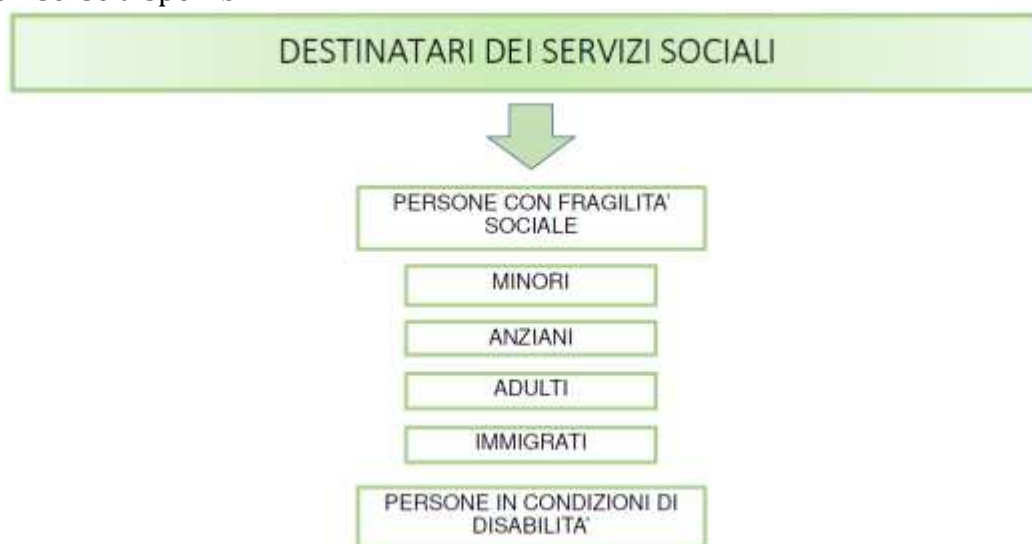 DESTINATARI DEI SERVIZI SOCIALI
PERSONE CON FRAGILITA'
SOCIALE
MINORI
ANZIANI
ADULTI
IMMIGRATI
PERSONE IN CONDIZIONI DI
DISABILITA'